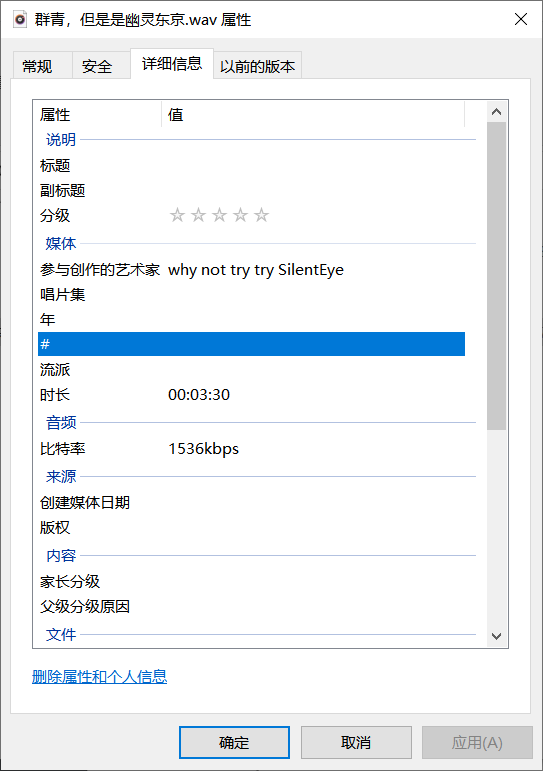 群青，但是是幽灵东京.wav 属性
常规 安全 详细信息 以前的版本
属性 值
说明
标题
副标题
分级
媒体
参与创作的艺术家 why not try try SilentEye
唱片集
年
#
流派
时长 00:03:30
音频
比特率 1536kbps
来源
创建媒体日期
版权
内容
家长分级
父级分级原因
文件
删除属性和个人信息
确定 取消 应用(A)